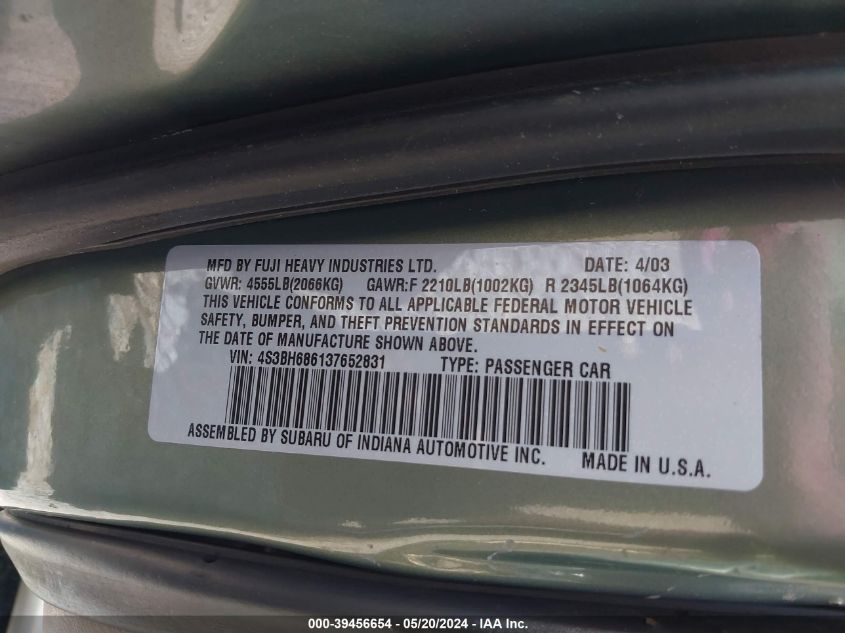 MFD BY FUJI HEAVY INDUSTRIES LTD. DATE: 4/03
GVWR: 4555LB(2066KG) GAWR:F 2210LB(1002KG) R 2345LB(1064KG)
THIS VEHICLE CONFORMS TO ALL APPLICABLE FEDERAL MOTOR VEHICLE
SAFETY, BUMPER, AND THEFT PREVENTION STANDARDS IN EFFECT ON
THE DATE OF MANUFACTURE SHOWN ABOVE.
VIN: 4S3BH686137652831 TYPE: PASSENGER CAR
ASSEMBLED BY SUBARU OF INDIANA AUTOMOTIVE INC. MADE IN U.S.A.
000-39456654 / 05/20/2024 - IAA Inc.